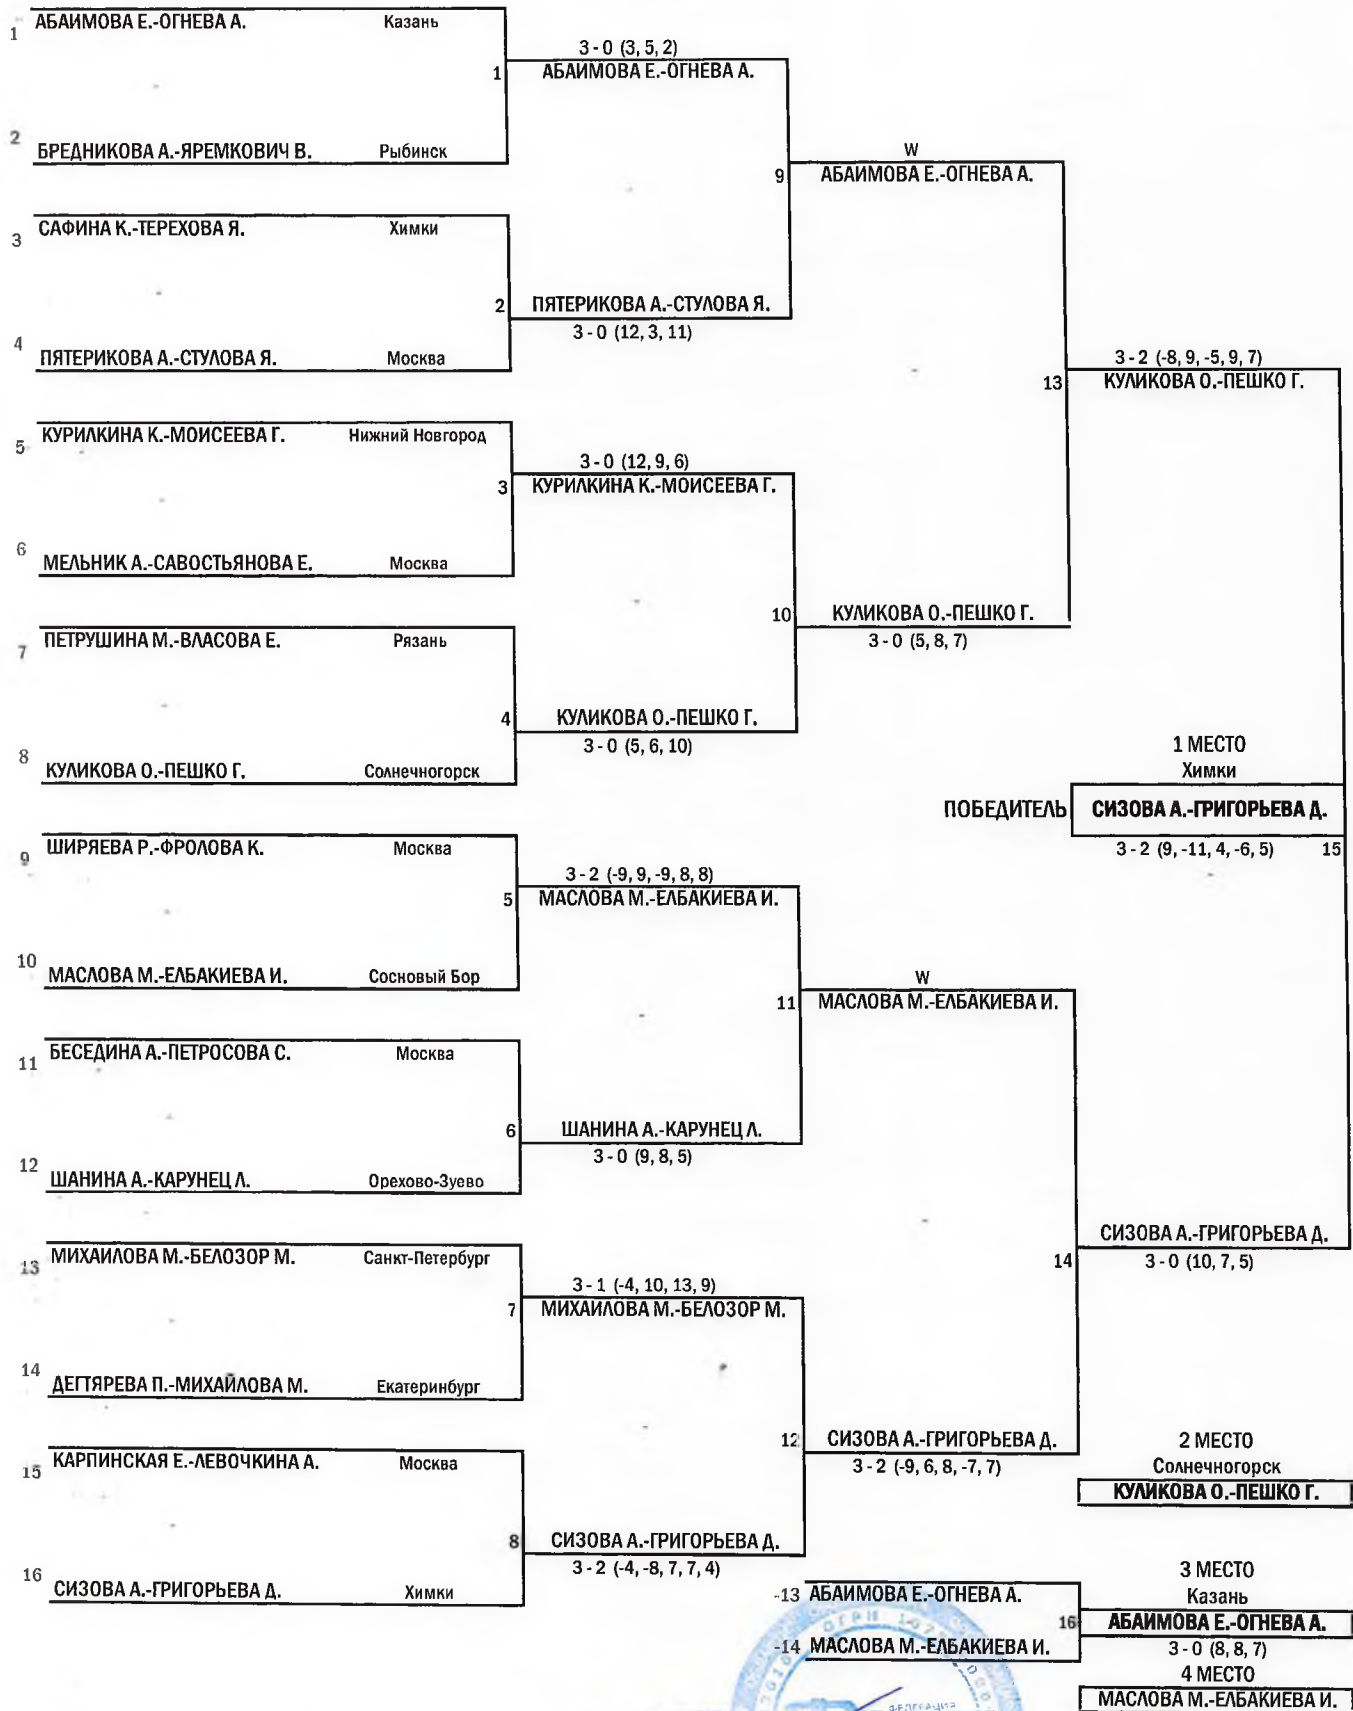 1 АБАИМОВА Е.-ОГНЕВА А. Казань
3 - 0 (3, 5, 2)
1 АБАИМОВА Е.-ОГНЕВА А.
2 БРЕДНИКОВА А.-ЯРЕМКОВИЧ В. Рыбинск
W
9 АБАИМОВА Е.-ОГНЕВА А.
3 САФИНА К.-ТЕРЕХОВА Я. Химки
2 ПЯТЕРИКОВА А.-СТУЛОВА Я.
3 - 0 (12, 3, 11)
4 ПЯТЕРИКОВА А.-СТУЛОВА Я. Москва
3 - 2 (-8, 9, -5, 9, 7)
13 КУЛИКОВА О.-ПЕШКО Г.
5 КУРИЛКИНА К.-МОИСЕЕВА Г. Нижний Новгород
3 - 0 (12, 9, 6)
3 КУРИЛКИНА К.-МОИСЕЕВА Г.
6 МЕЛЬНИК А.-САВОСТЬЯНОВА Е. Москва
10 КУЛИКОВА О.-ПЕШКО Г.
3 - 0 (5, 8, 7)
7 ПЕТРУШИНА М.-ВЛАСОВА Е. Рязань
4 КУЛИКОВА О.-ПЕШКО Г.
3 - 0 (5, 6, 10)
8 КУЛИКОВА О.-ПЕШКО Г. Солнечногорск
1 МЕСТО
Химки
ПОБЕДИТЕЛЬ СИЗОВА А.-ГРИГОРЬЕВА Д.
3 - 2 (9, -11, 4, -6, 5) 15
9 ШИРЯЕВА Р.-ФРОЛОВА К. Москва
3 - 2 (-9, 9, -9, 8, 8)
5 МАСЛОВА М.-ЕЛБАКИЕВА И.
10 МАСЛОВА М.-ЕЛБАКИЕВА И. Сосновый Бор
W
11 МАСЛОВА М.-ЕЛБАКИЕВА И.
11 БЕСЕДИНА А.-ПЕТРОСОВА С. Москва
6 ШАНИНА А.-КАРУНЕЦ Л.
3 - 0 (9, 8, 5)
12 ШАНИНА А.-КАРУНЕЦ Л. Орехово-Зуево
СИЗОВА А.-ГРИГОРЬЕВА Д.
14 3 - 0 (10, 7, 5)
13 МИХАИЛОВА М.-БЕЛОЗОР М. Санкт-Петербург
3 - 1 (-4, 10, 13, 9)
7 МИХАИЛОВА М.-БЕЛОЗОР М.
14 ДЕГТЯРЕВА П.-МИХАЙЛОВА М. Екатеринбург
12 СИЗОВА А.-ГРИГОРЬЕВА Д.
3 - 2 (-9, 6, 8, -7, 7)
15 КАРПИНСКАЯ Е.-ЛЕВОЧКИНА А. Москва
2 МЕСТО
Солнечногорск
КУЛИКОВА О.-ПЕШКО Г.
8 СИЗОВА А.-ГРИГОРЬЕВА Д.
3 - 2 (-4, -8, 7, 7, 4)
16 СИЗОВА А.-ГРИГОРЬЕВА Д. Химки
3 МЕСТО
Казань
-13 АБАИМОВА Е.-ОГНЕВА А.
16 АБАИМОВА Е.-ОГНЕВА А.
-14 МАСЛОВА М.-ЕЛБАКИЕВА И.
3 - 0 (8, 8, 7)
4 МЕСТО
МАСЛОВА М.-ЕЛБАКИЕВА И.
ОГРН
ФЕДЕРАЦИЯ